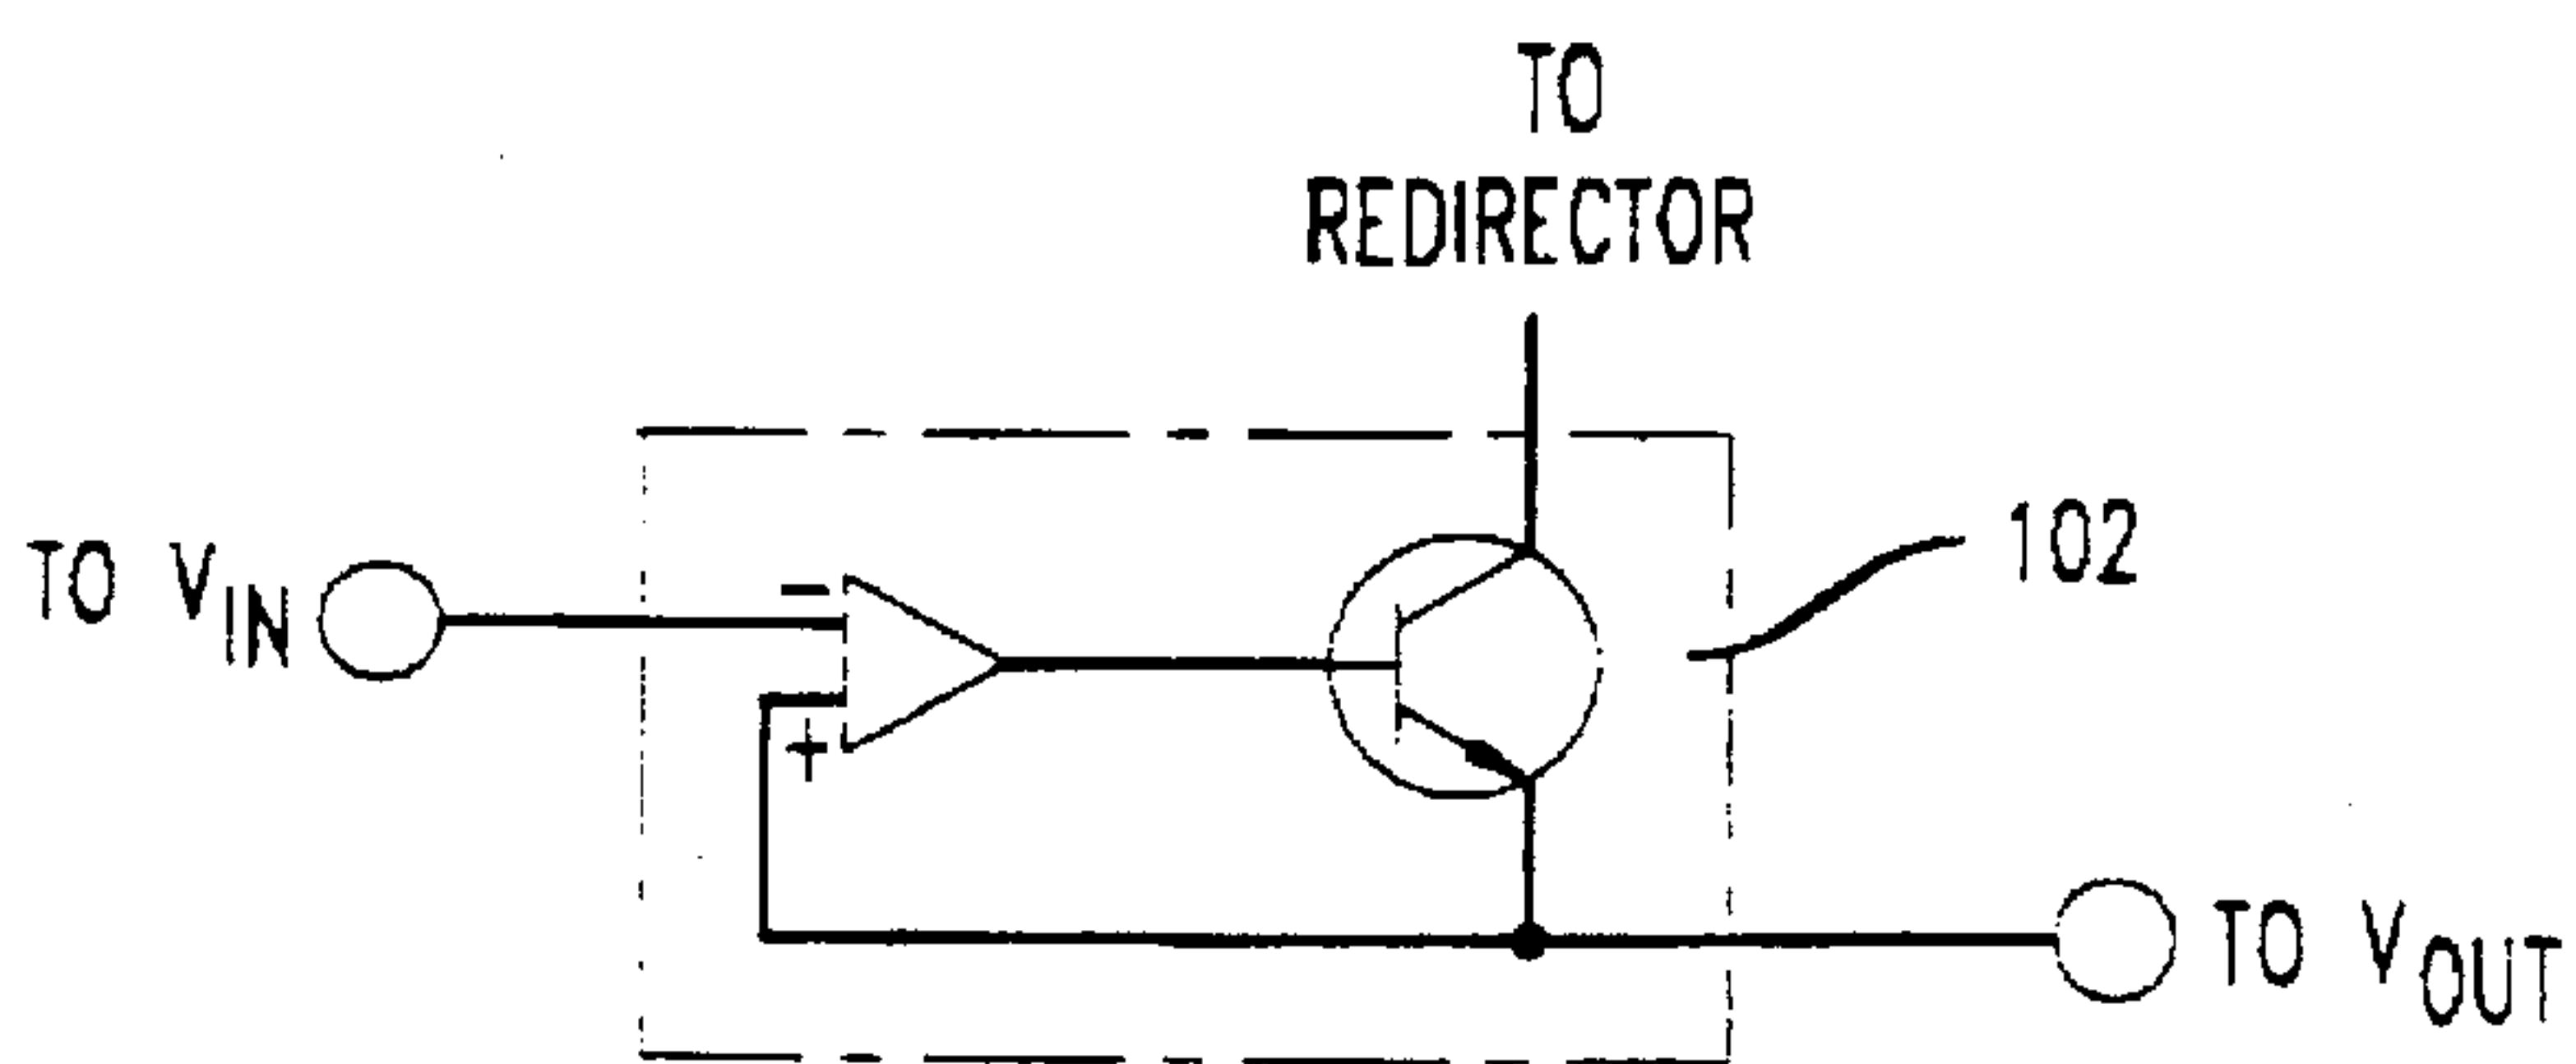 TO
REDIRECTOR
102
TO VIN
−
+
TO VOUT